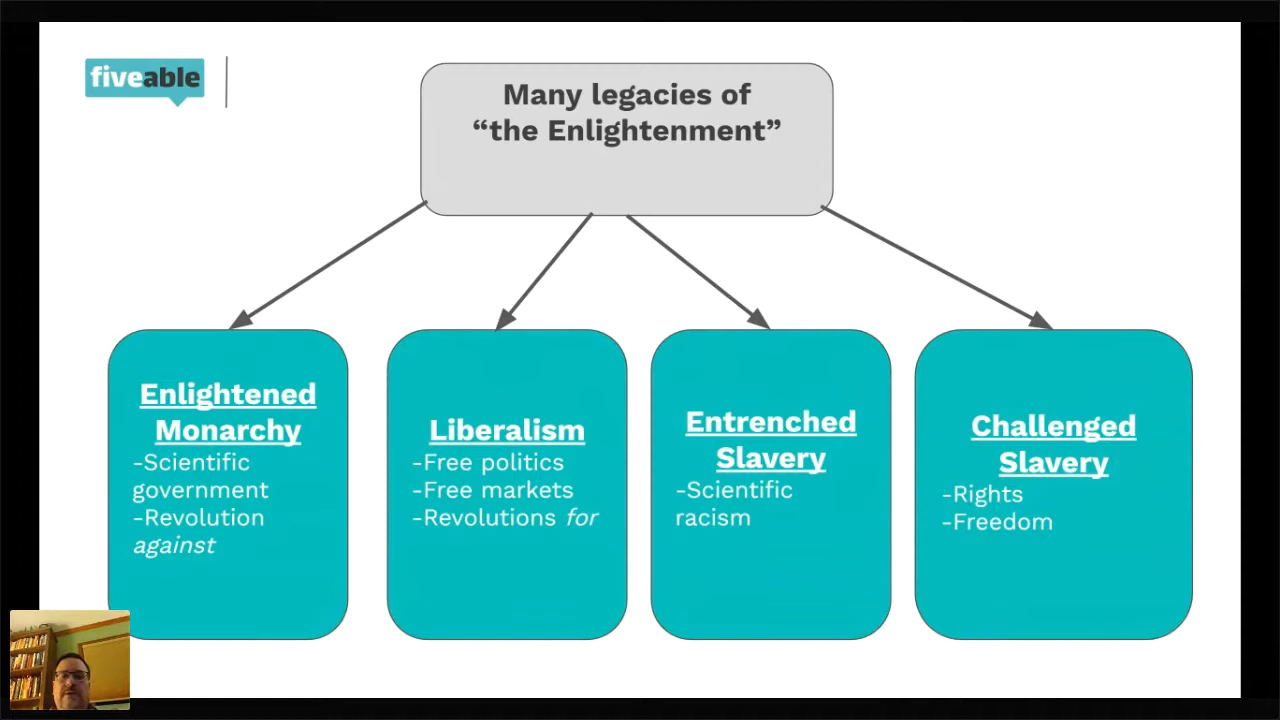 fiveable
Many legacies of
“the Enlightenment”
Enlightened
Monarchy
-Scientific
government
-Revolution
against
Liberalism
-Free politics
-Free markets
-Revolutions for
Entrenched
Slavery
-Scientific
racism
Challenged
Slavery
-Rights
-Freedom